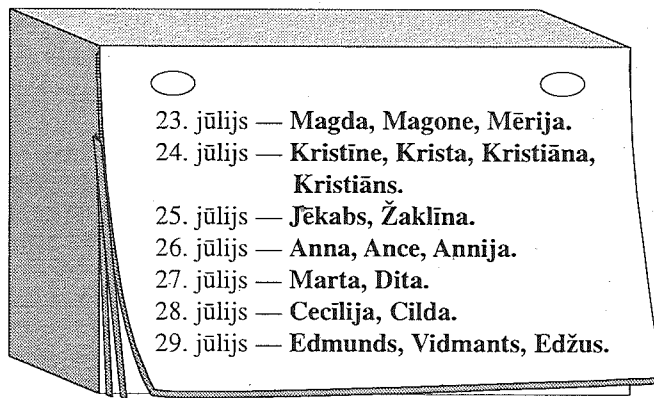 23. jūlijs — Magda, Magone, Mērija.
24. jūlijs — Kristīne, Krista, Kristiāna,
Kristiāns.
25. jūlijs — Jēkabs, Žaklīna.
26. jūlijs — Anna, Ance, Annija.
27. jūlijs — Marta, Dita.
28. jūlijs — Cecīlija, Cilda.
29. jūlijs — Edmunds, Vidmants, Edžus.